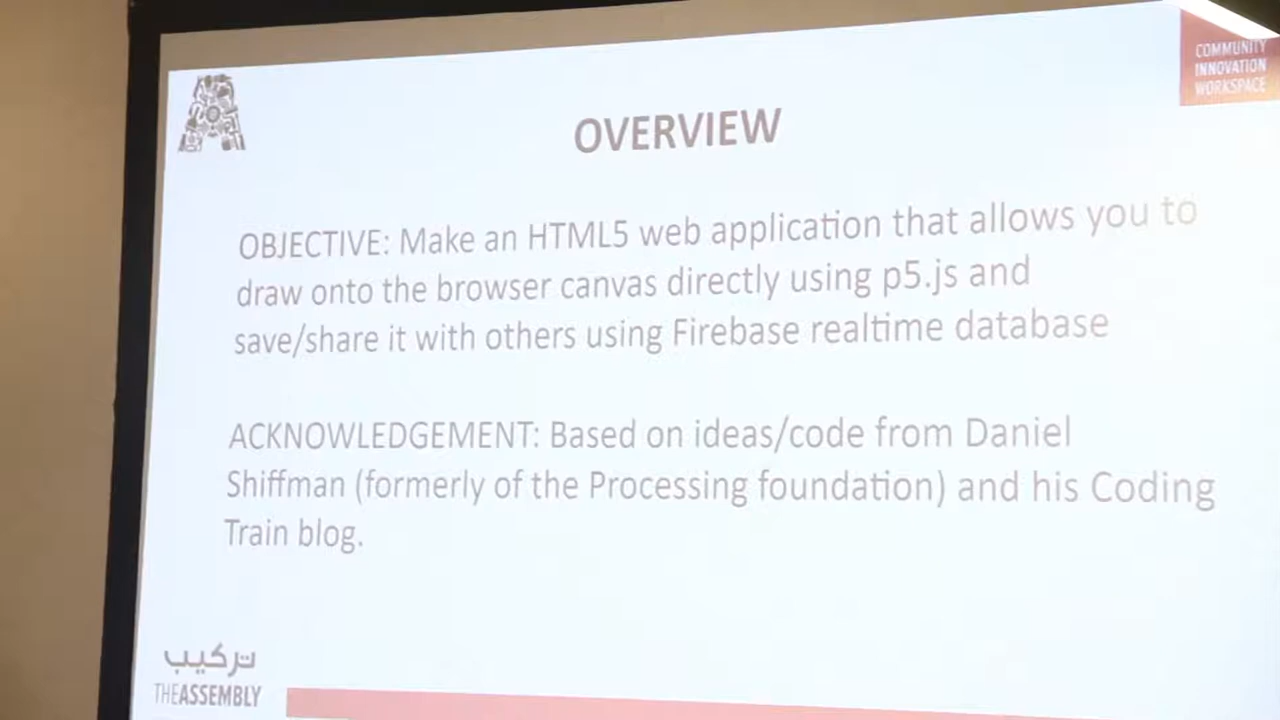 COMMUNITY
INNOVATION
WORKSPACE
OVERVIEW
OBJECTIVE: Make an HTML5 web application that allows you to
draw onto the browser canvas directly using p5.js and
save/share it with others using Firebase realtime database
ACKNOWLEDGEMENT: Based on ideas/code from Daniel
Shiffman (formerly of the Processing foundation) and his Coding
Train blog.
تركيب
THEASSEMBLY